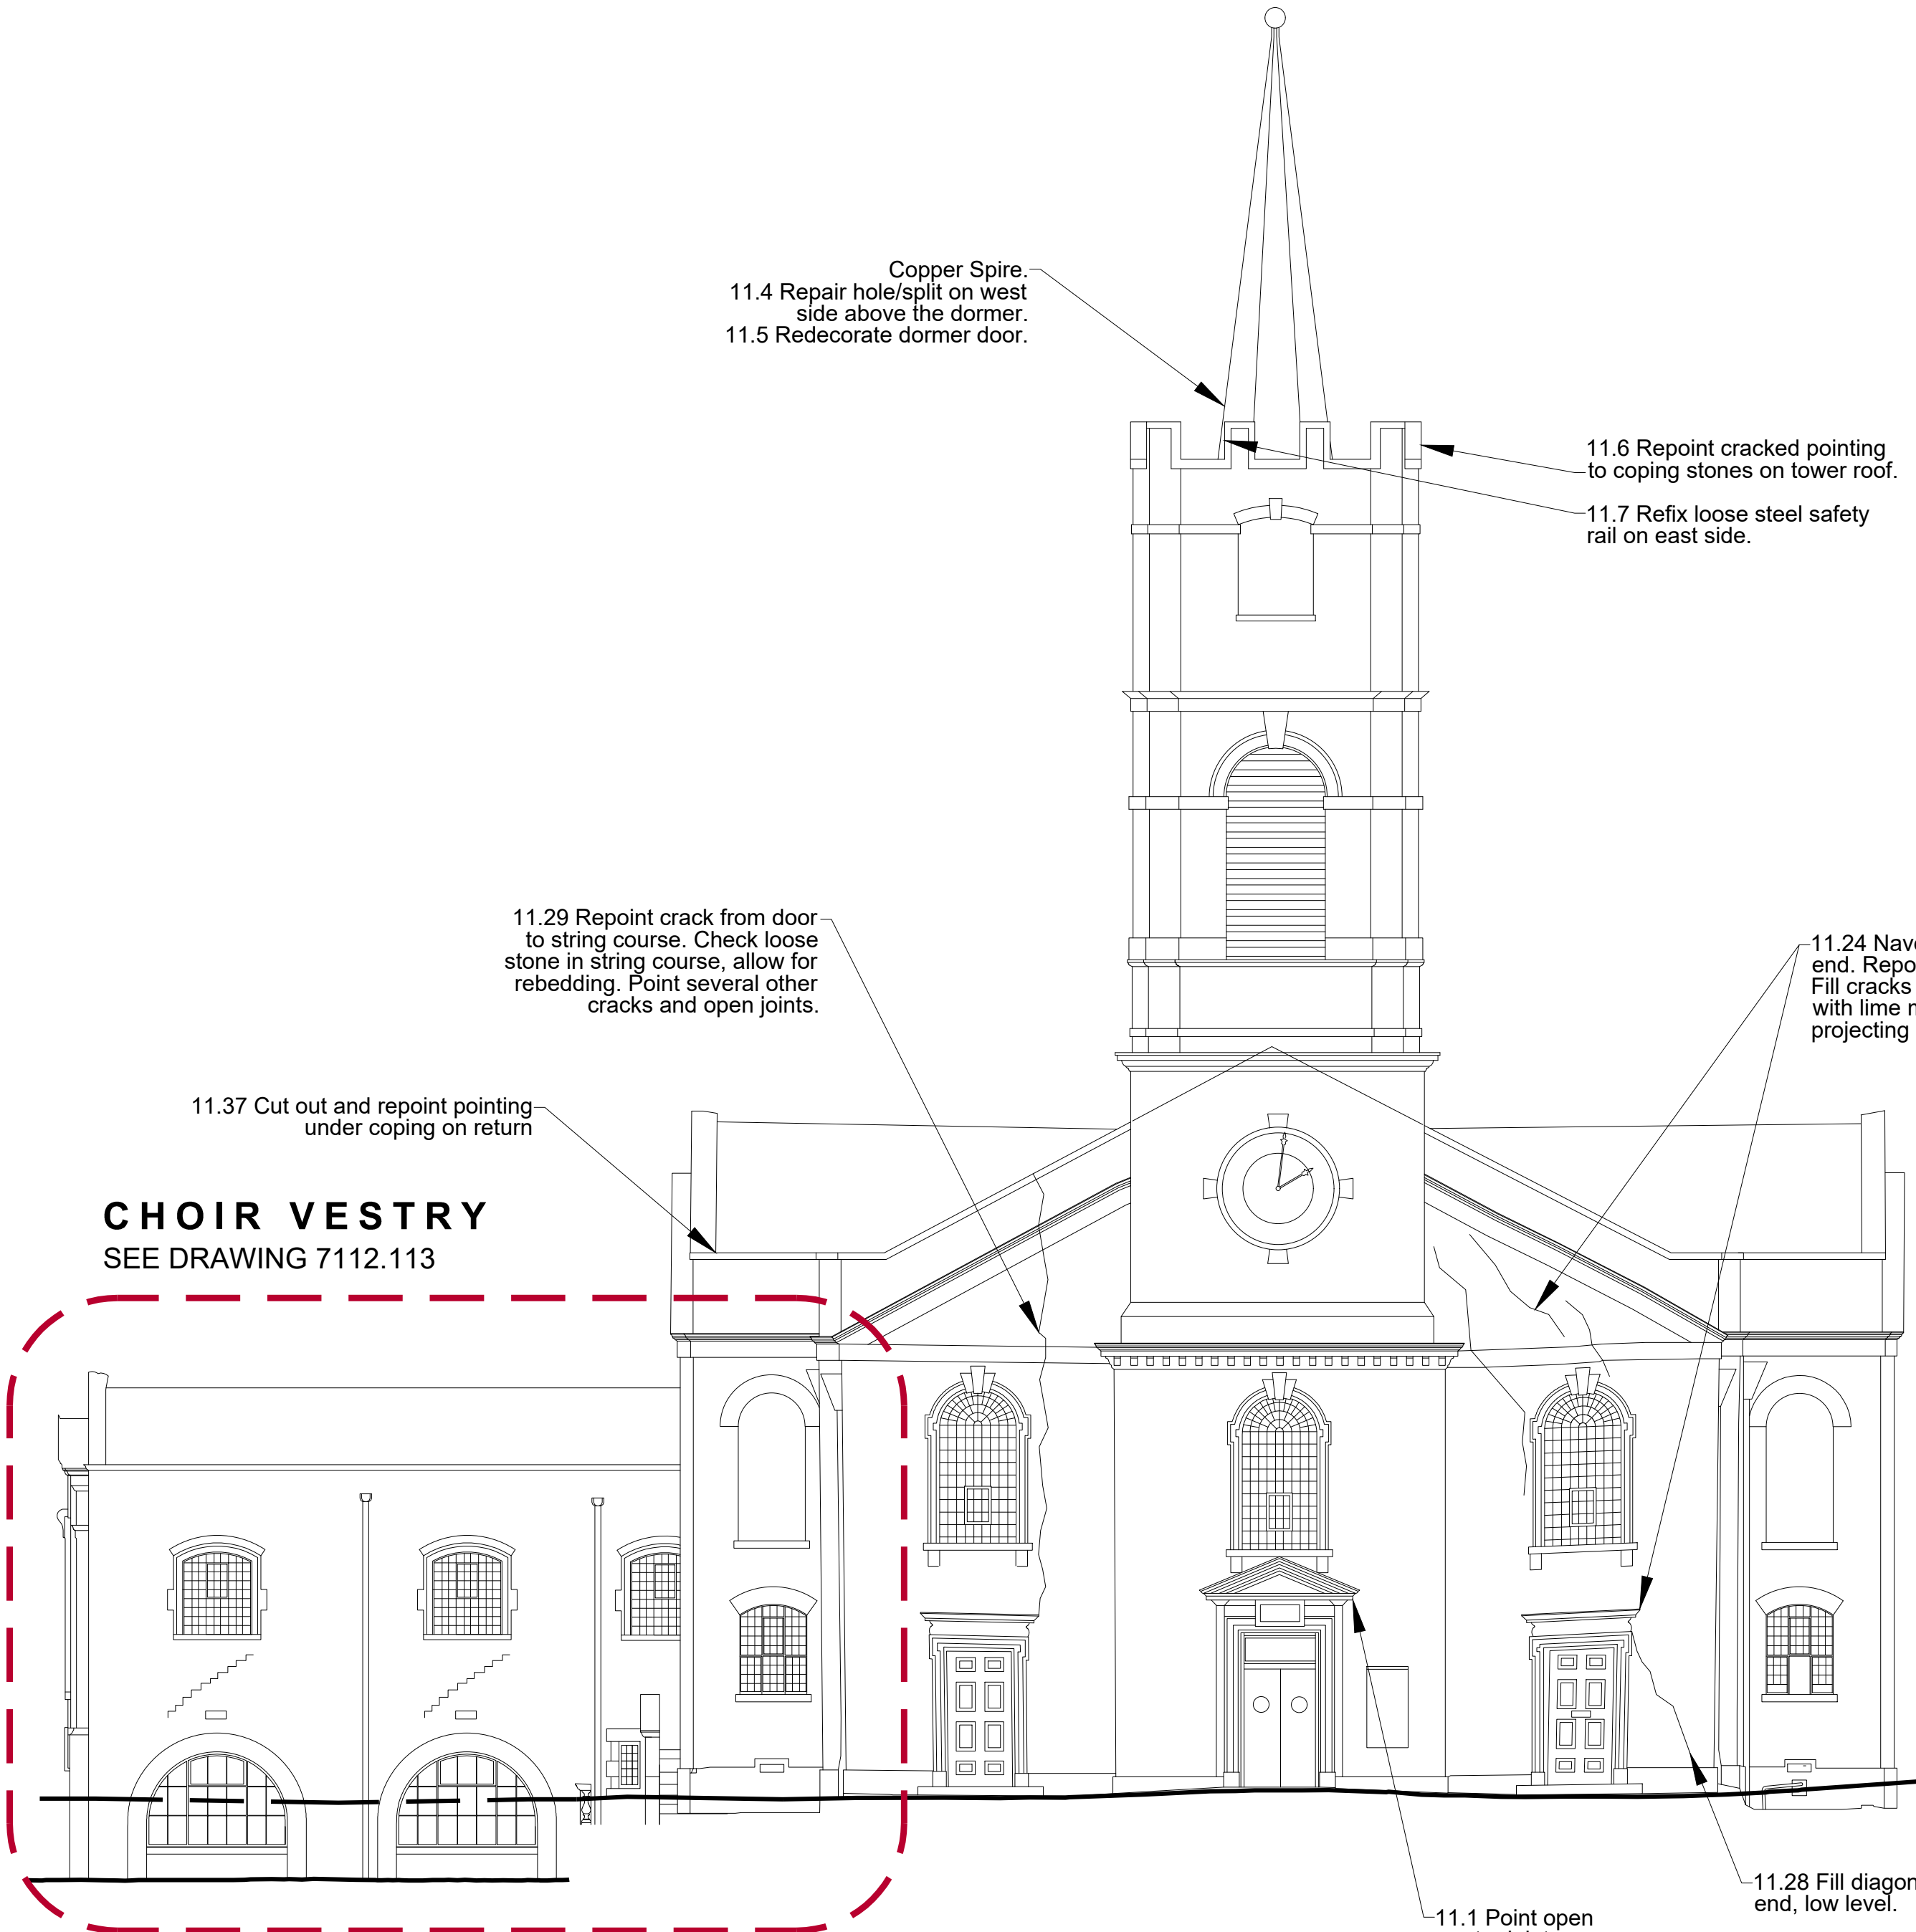 Copper Spire.
11.4 Repair hole/split on west
side above the dormer.
11.5 Redecorate dormer door.
11.6 Repoint cracked pointing
to coping stones on tower roof.
11.7 Refix loose steel safety
rail on east side.
11.29 Repoint crack from door
to string course. Check loose
stone in string course, allow for
rebedding. Point several other
cracks and open joints.
11.24 Nave
end. Repo
Fill cracks
with lime m
projecting
11.37 Cut out and repoint pointing
under coping on return
CHOIR VESTRY
SEE DRAWING 7112.113
11.28 Fill diagon
end, low level.
11.1 Point open